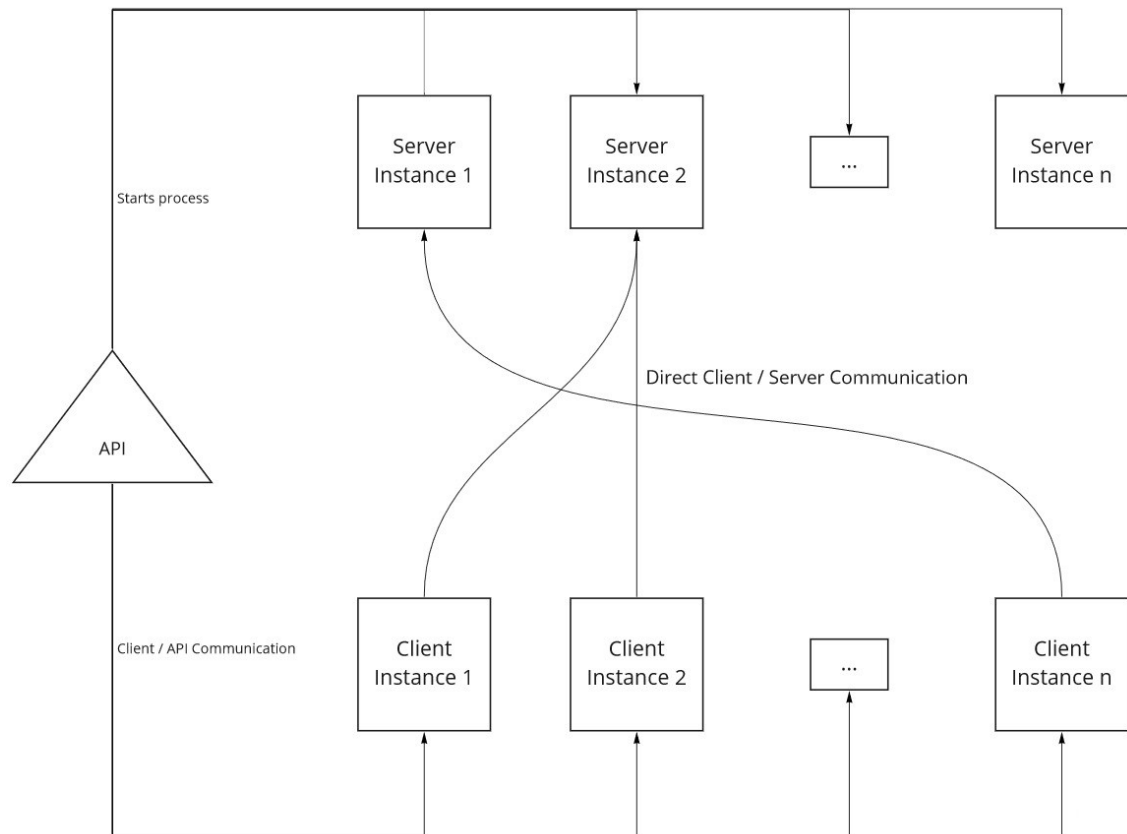 Server
Instance 1
Server
Instance 2
...
Server
Instance n
Starts process
Direct Client / Server Communication
API
Client / API Communication
Client
Instance 1
Client
Instance 2
...
Client
Instance n